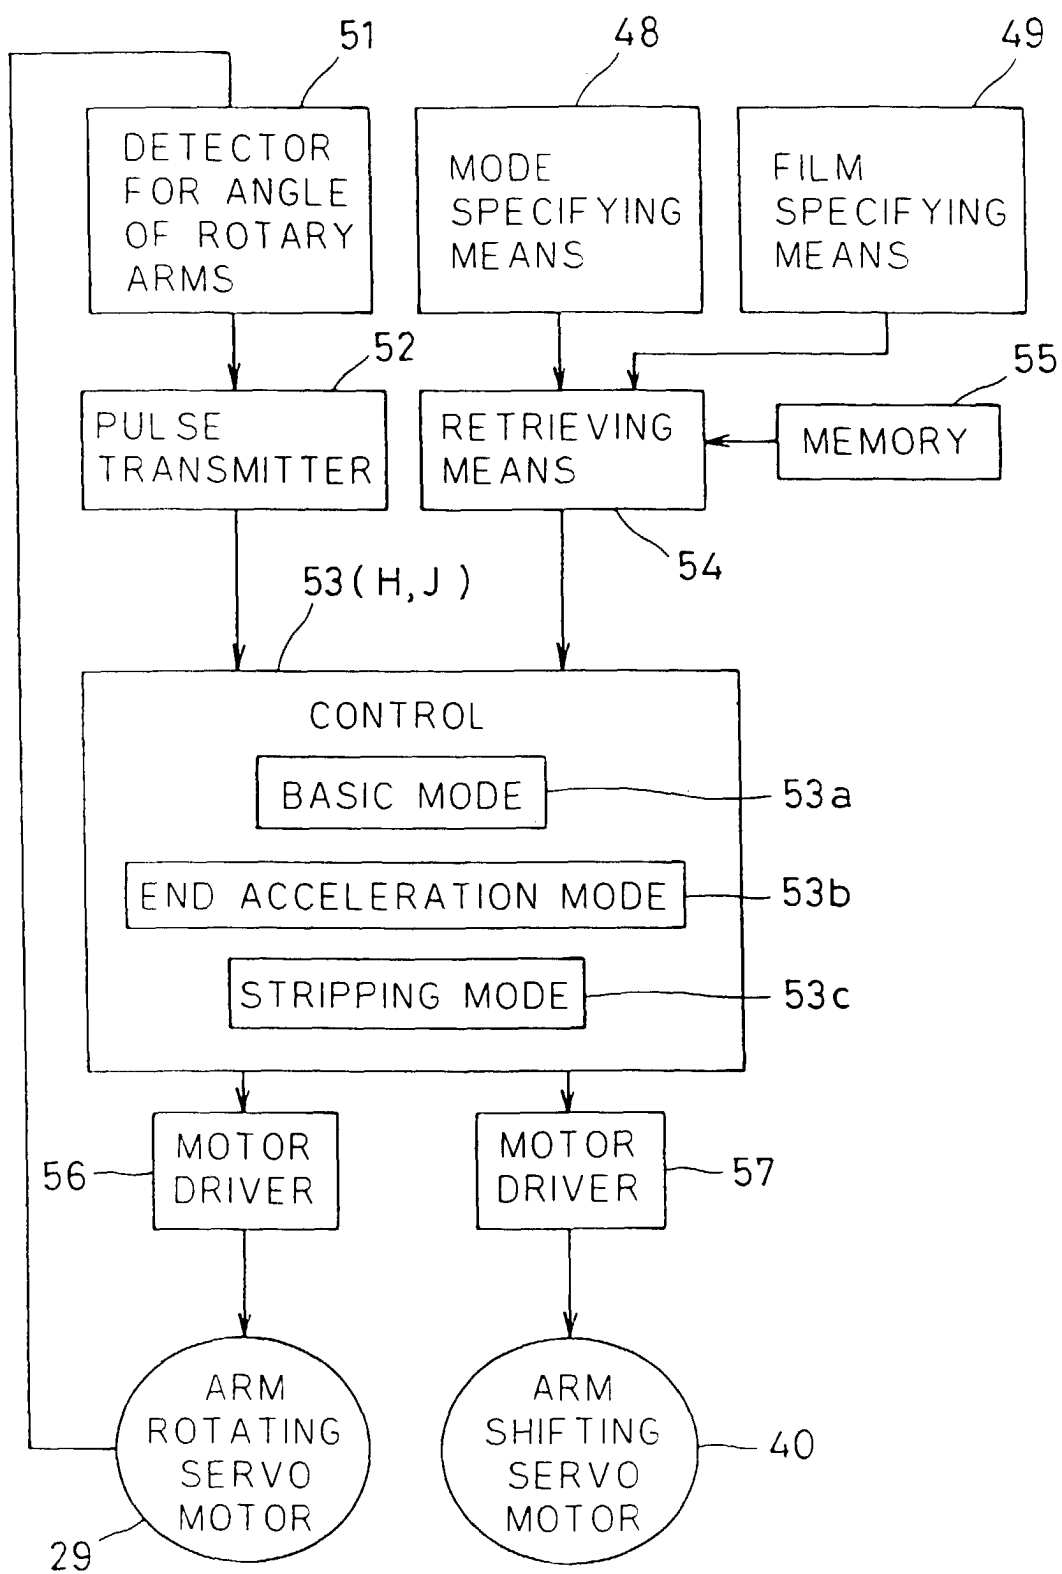 51
48
49
DETECTOR
FOR ANGLE
OF ROTARY
ARMS
MODE
SPECIFYING
MEANS
FILM
SPECIFYING
MEANS
52
55
PULSE
TRANSMITTER
RETRIEVING
MEANS
MEMORY
54
53(H,J)
CONTROL
BASIC MODE
53a
END ACCELERATION MODE
53b
STRIPPING MODE
53c
MOTOR
DRIVER
56
MOTOR
DRIVER
57
ARM
ROTATING
SERVO
MOTOR
29
ARM
SHIFTING
SERVO
MOTOR
40